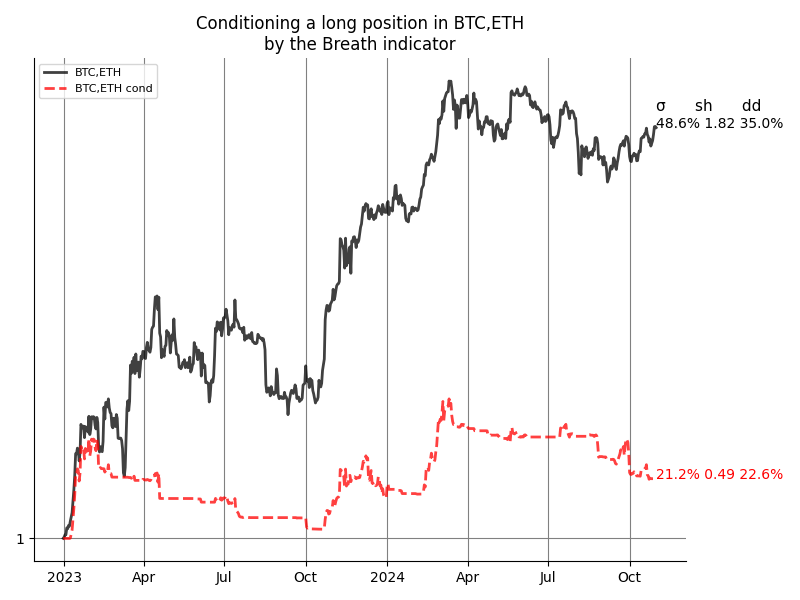 Conditioning a long position in BTC,ETH
by the Breath indicator
BTC,ETH
BTC,ETH cond
σ sh dd
48.6% 1.82 35.0%
21.2% 0.49 22.6%
1
2023 Apr Jul Oct 2024 Apr Jul Oct